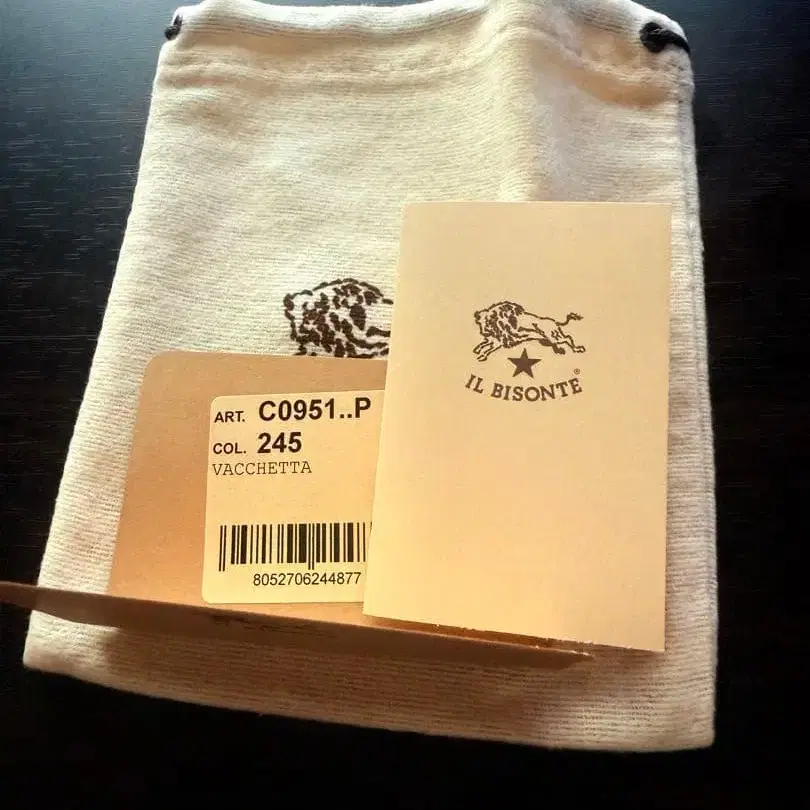 ART. C0951..P
COL. 245
VACCHETTA
8052706244877
®
IL BISONTE